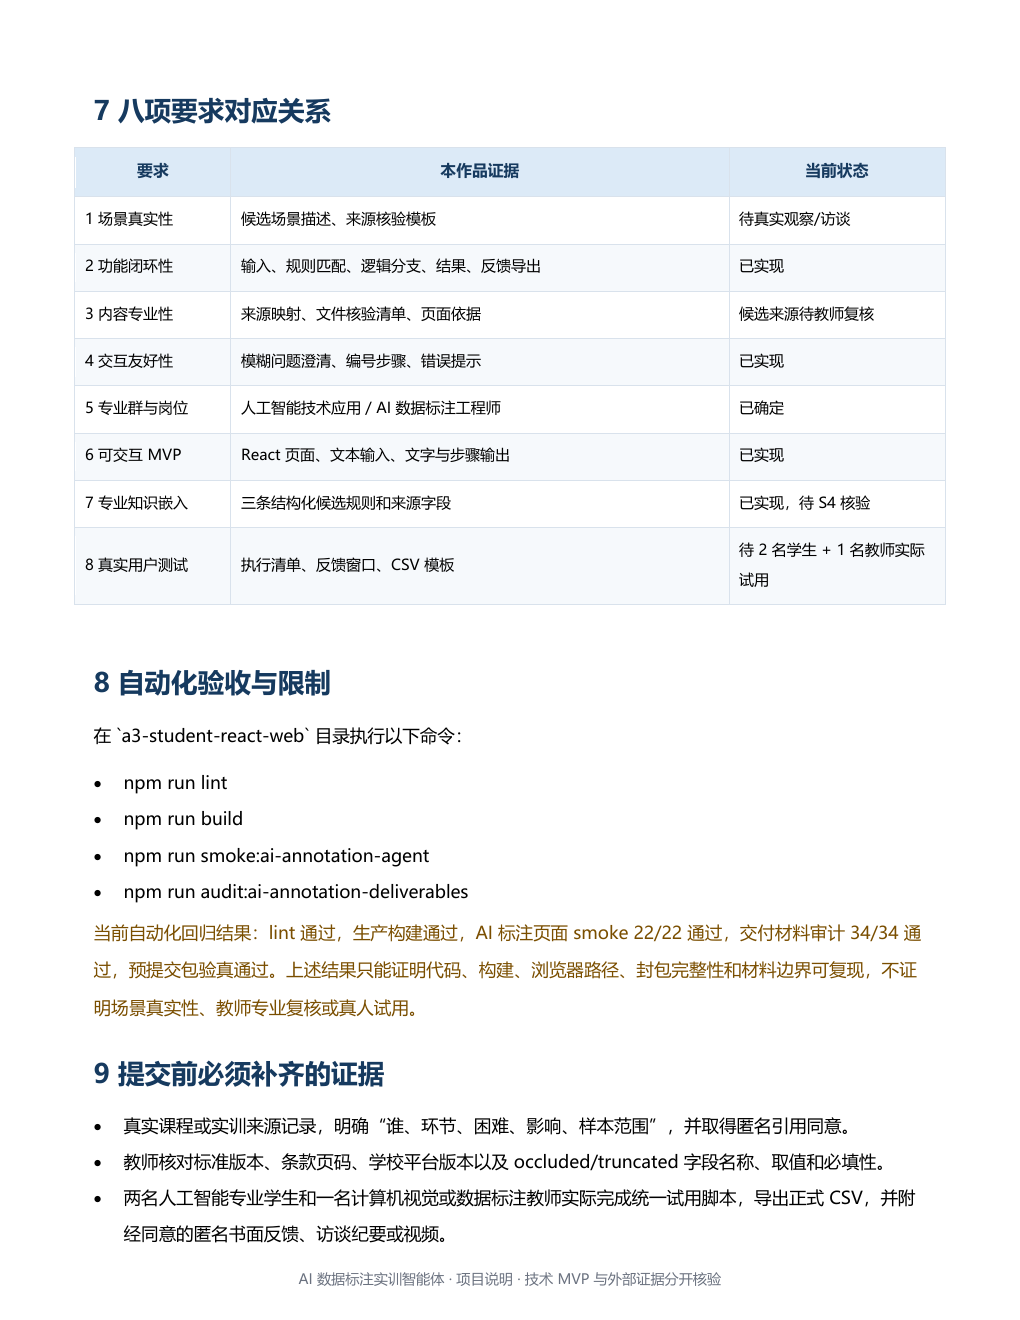 7 八项要求对应关系
要求 本作品证据 当前状态
1 场景真实性 候选场景描述、来源核验模板 待真实观察/访谈
2 功能闭环性 输入、规则匹配、逻辑分支、结果、反馈导出 已实现
3 内容专业性 来源映射、文件核验清单、页面依据 候选来源待教师复核
4 交互友好性 模糊问题澄清、编号步骤、错误提示 已实现
5 专业群与岗位 人工智能技术应用 / AI 数据标注工程师 已确定
6 可交互 MVP React 页面、文本输入、文字与步骤输出 已实现
7 专业知识嵌入 三条结构化候选规则和来源字段 已实现，待 S4 核验
8 真实用户测试 执行清单、反馈窗口、CSV 模板 待 2 名学生 + 1 名教师实际
试用
8 自动化验收与限制
在 `a3-student-react-web` 目录执行以下命令：
• npm run lint
• npm run build
• npm run smoke:ai-annotation-agent
• npm run audit:ai-annotation-deliverables
当前自动化回归结果：lint 通过，生产构建通过，AI 标注页面 smoke 22/22 通过，交付材料审计 34/34 通
过，预提交包验真通过。上述结果只能证明代码、构建、浏览器路径、封包完整性和材料边界可复现，不证
明场景真实性、教师专业复核或真人试用。
9 提交前必须补齐的证据
• 真实课程或实训来源记录，明确“谁、环节、困难、影响、样本范围”，并取得匿名引用同意。
• 教师核对标准版本、条款页码、学校平台版本以及 occluded/truncated 字段名称、取值和必填性。
• 两名人工智能专业学生和一名计算机视觉或数据标注教师实际完成统一试用脚本，导出正式 CSV，并附
经同意的匿名书面反馈、访谈纪要或视频。
AI 数据标注实训智能体 · 项目说明 · 技术 MVP 与外部证据分开核验